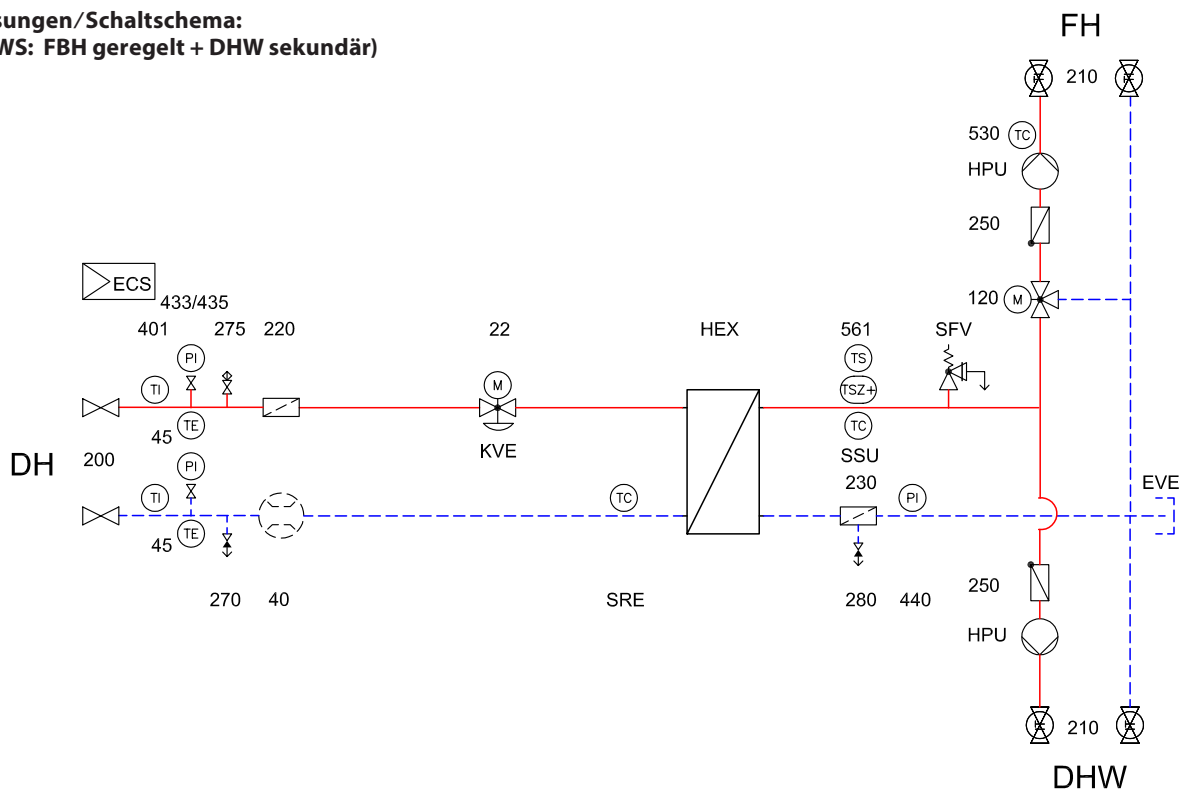 sungen/Schaltschema:
WS: FBH geregelt + DHW sekundär)
FH
210
530 TC
HPU
250
ECS
433/435
401 275 220 22 HEX 561 SFV
120 M
PI M TS
TI TSZ+
45 TE KVE TC
DH 200 PI SSU
230 EVE
TI TC PI
45 TE
270 40 SRE 280 440 250
HPU
210
DHW